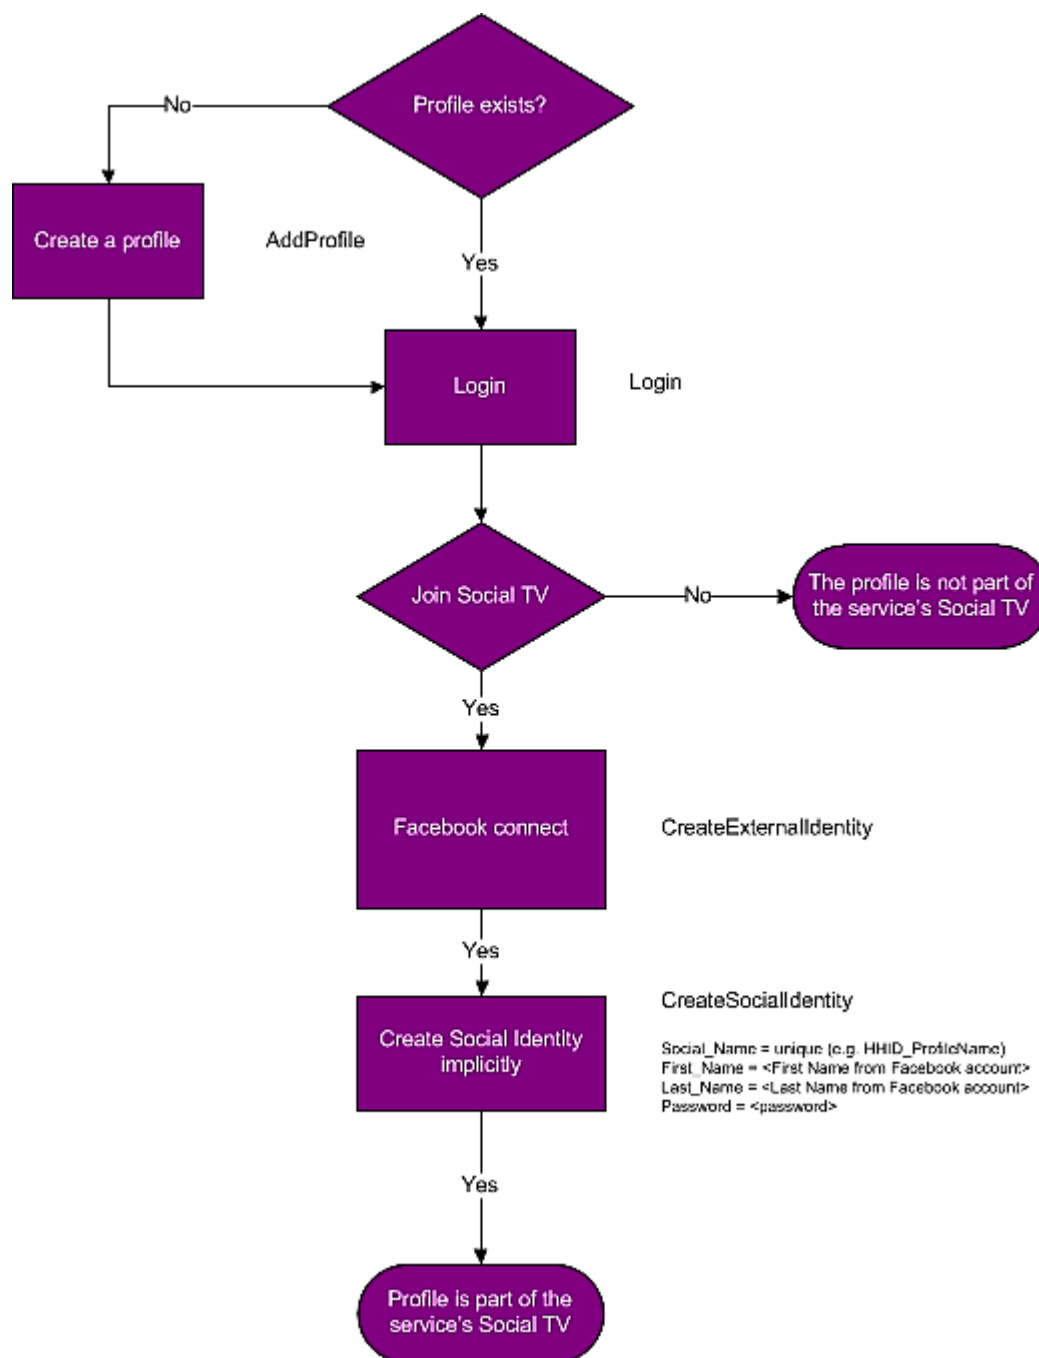 Profile exists?
No
Create a profile
AddProfile
Yes
Login
Login
Join Social TV
No
The profile is not part of
the service's Social TV
Yes
Facebook connect
CreateExternalIdentity
Yes
Create Social Identity
implicitly
CreateSocialIdentity
Social_Name = unique (e.g. HHID_ProfileName)
First_Name = <First Name from Facebook account>
Last_Name = <Last Name from Facebook account>
Password = <password>
Yes
Profile is part of the
service's Social TV